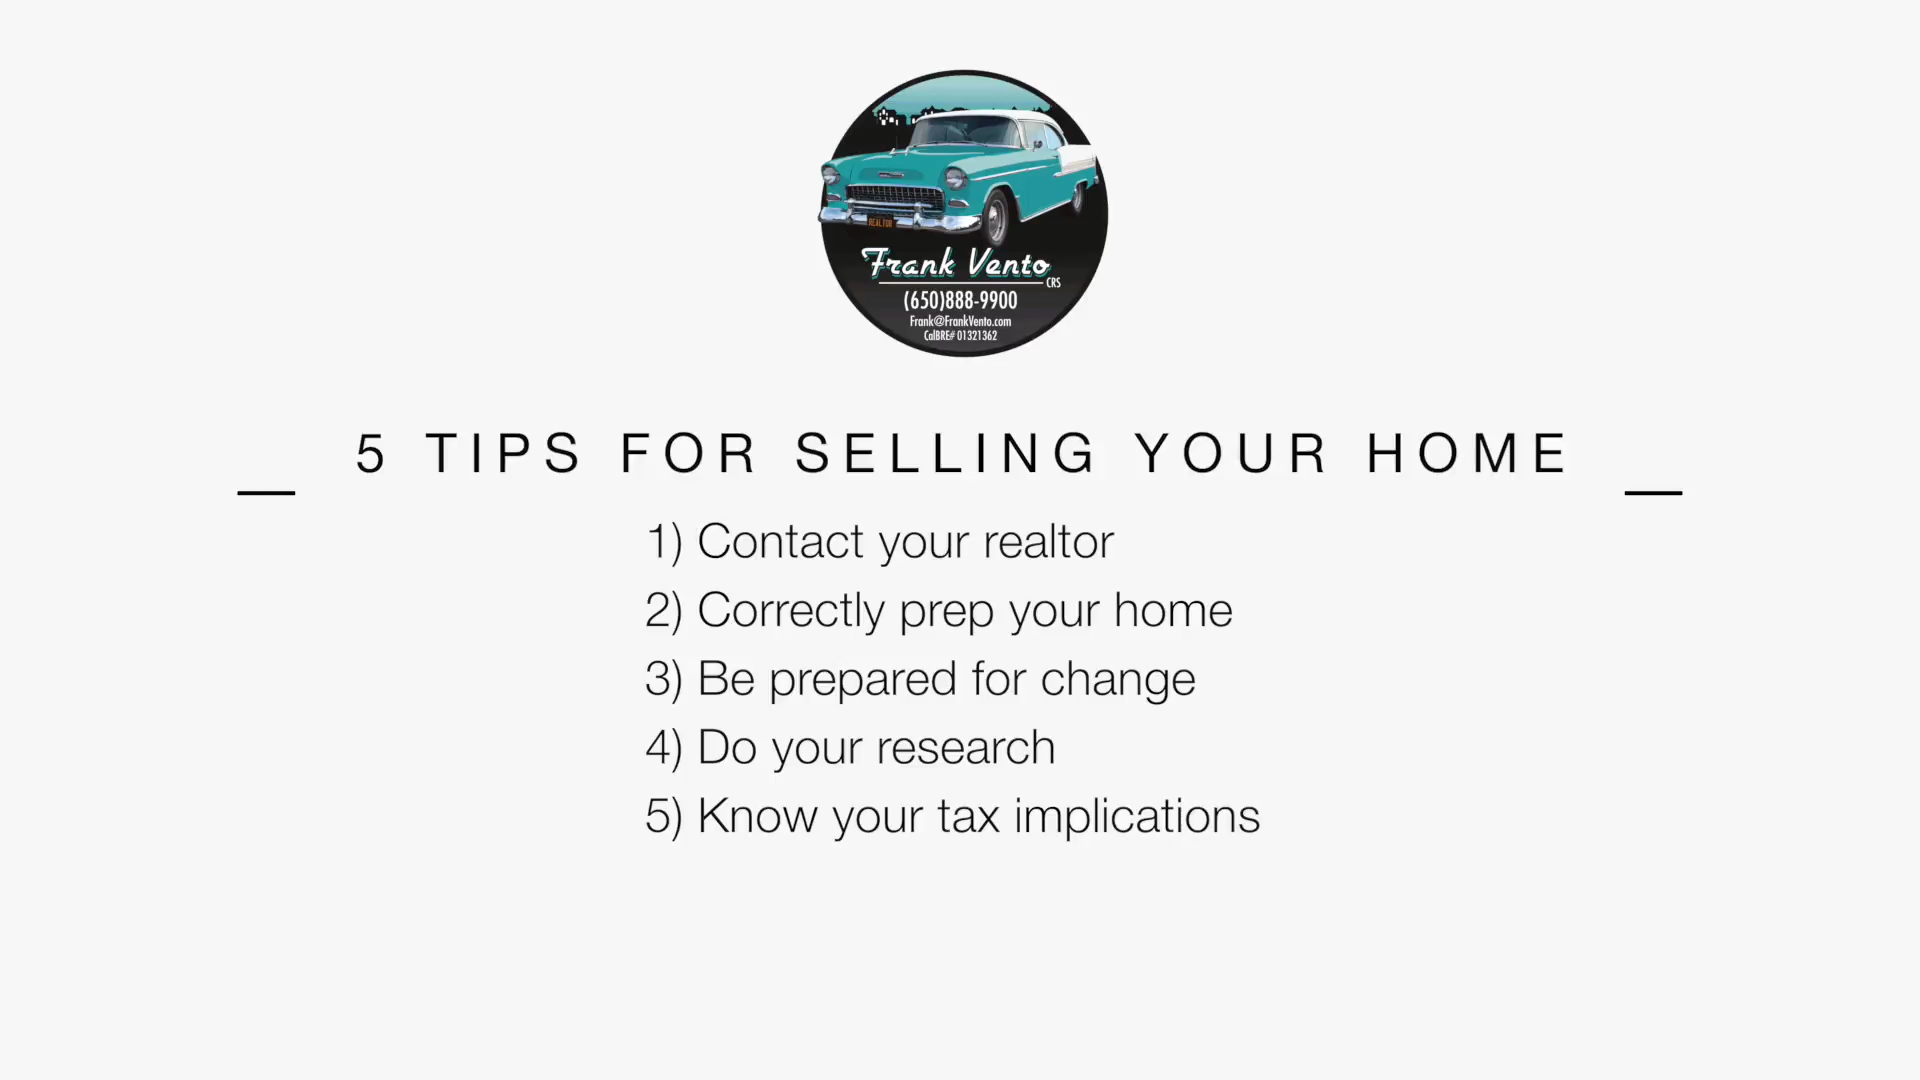 REALTOR
Frank Vento
CRS
(650)888-9900
Frank@FrankVento.com
CalBRE# 01321362
5 TIPS FOR SELLING YOUR HOME
1) Contact your realtor
2) Correctly prep your home
3) Be prepared for change
4) Do your research
5) Know your tax implications